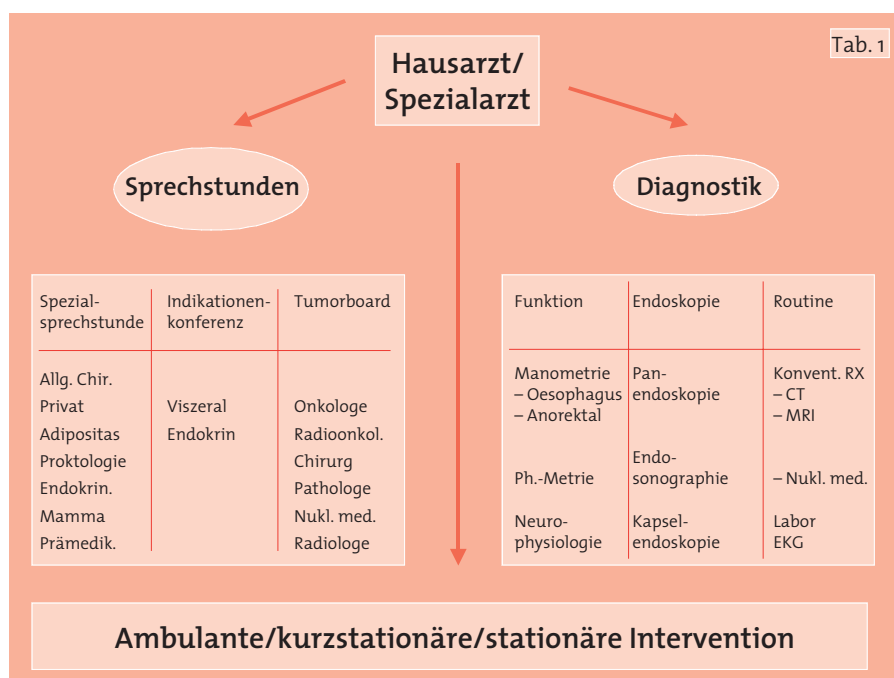 Tab. 1
Hausarzt/
Spezialarzt
Sprechstunden
Diagnostik
Spezial-
sprechstunde
Indikationen-
konferenz
Tumorboard
Allg. Chir.
Privat
Adipositas
Proktologie
Endokrin.
Mamma
Prämedik.
Viszeral
Endokrin
Onkologe
Radioonkol.
Chirurg
Pathologe
Nukl. med.
Radiologe
Funktion
Endoskopie
Routine
Manometrie
– Oesophagus
– Anorektal
Ph.-Metrie
Neuro-
physiologie
Pan-
endoskopie
Endo-
sonographie
Kapsel-
endoskopie
Konvent. RX
– CT
– MRI
– Nukl. med.
Labor
EKG
Ambulante/kurzstationäre/stationäre Intervention